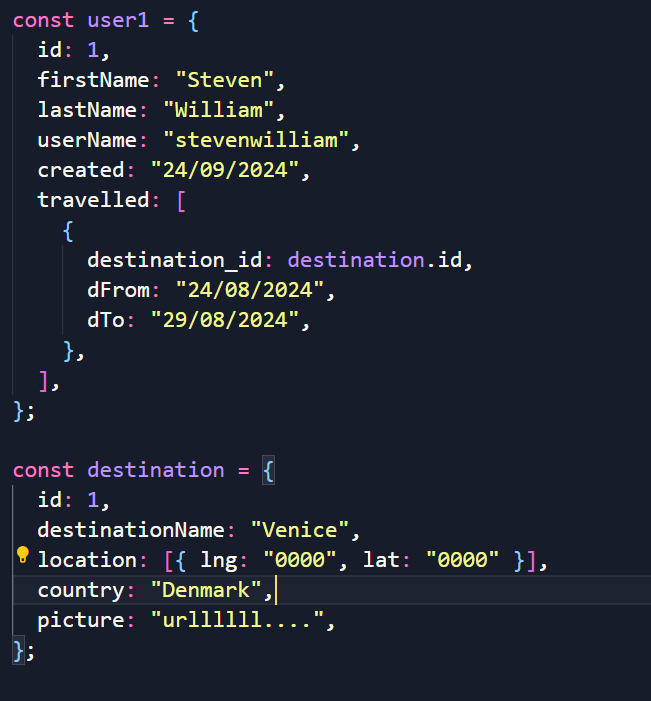 const user1 = {
  id: 1,
  firstName: "Steven",
  lastName: "William",
  userName: "stevenwilliam",
  created: "24/09/2024",
  travelled: [
    {
      destination_id: destination.id,
      dFrom: "24/08/2024",
      dTo: "29/08/2024",
    },
  ],
};

const destination = {
  id: 1,
  destinationName: "Venice",
  location: [{ lng: "0000", lat: "0000" }],
  country: "Denmark",
  picture: "urlllllll....",
};